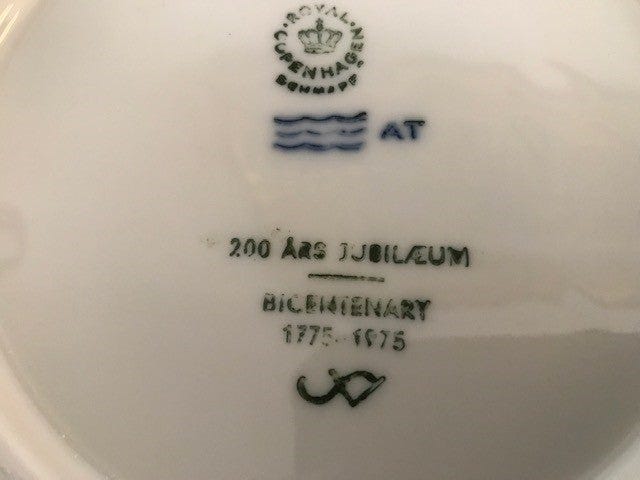 ROYAL
COPENHAGEN
DENMARK
AT
200 ÅRS JUBILÆUM
BICENTENARY
1775-1975